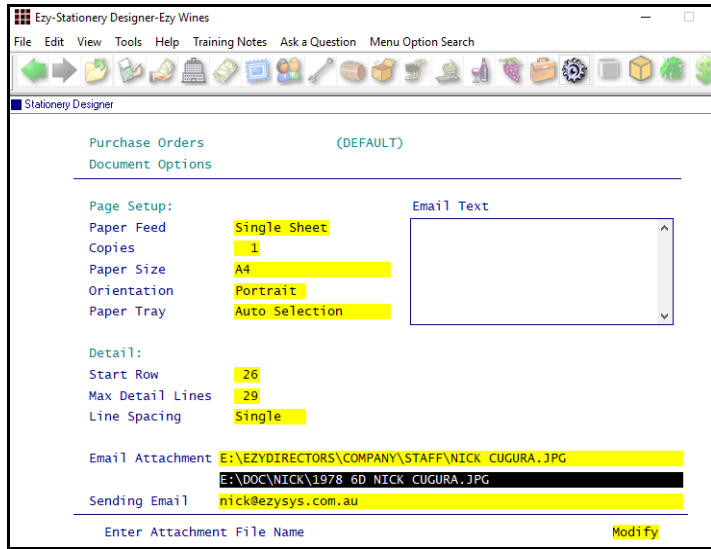 Ezy-Stationery Designer-Ezy Wines
File Edit View Tools Help Training Notes Ask a Question Menu Option Search
Stationery Designer
Purchase Orders (DEFAULT)
Document Options
Page Setup: Email Text
Paper Feed Single Sheet
Copies 1
Paper Size A4
Orientation Portrait
Paper Tray Auto Selection
Detail:
Start Row 26
Max Detail Lines 29
Line Spacing Single
Email Attachment E:\EZYDIRECTORS\COMPANY\STAFF\NICK CUGURA.JPG
E:\DOC\NICK\1978 6D NICK CUGURA.JPG
Sending Email nick@ezysys.com.au
Enter Attachment File Name Modify